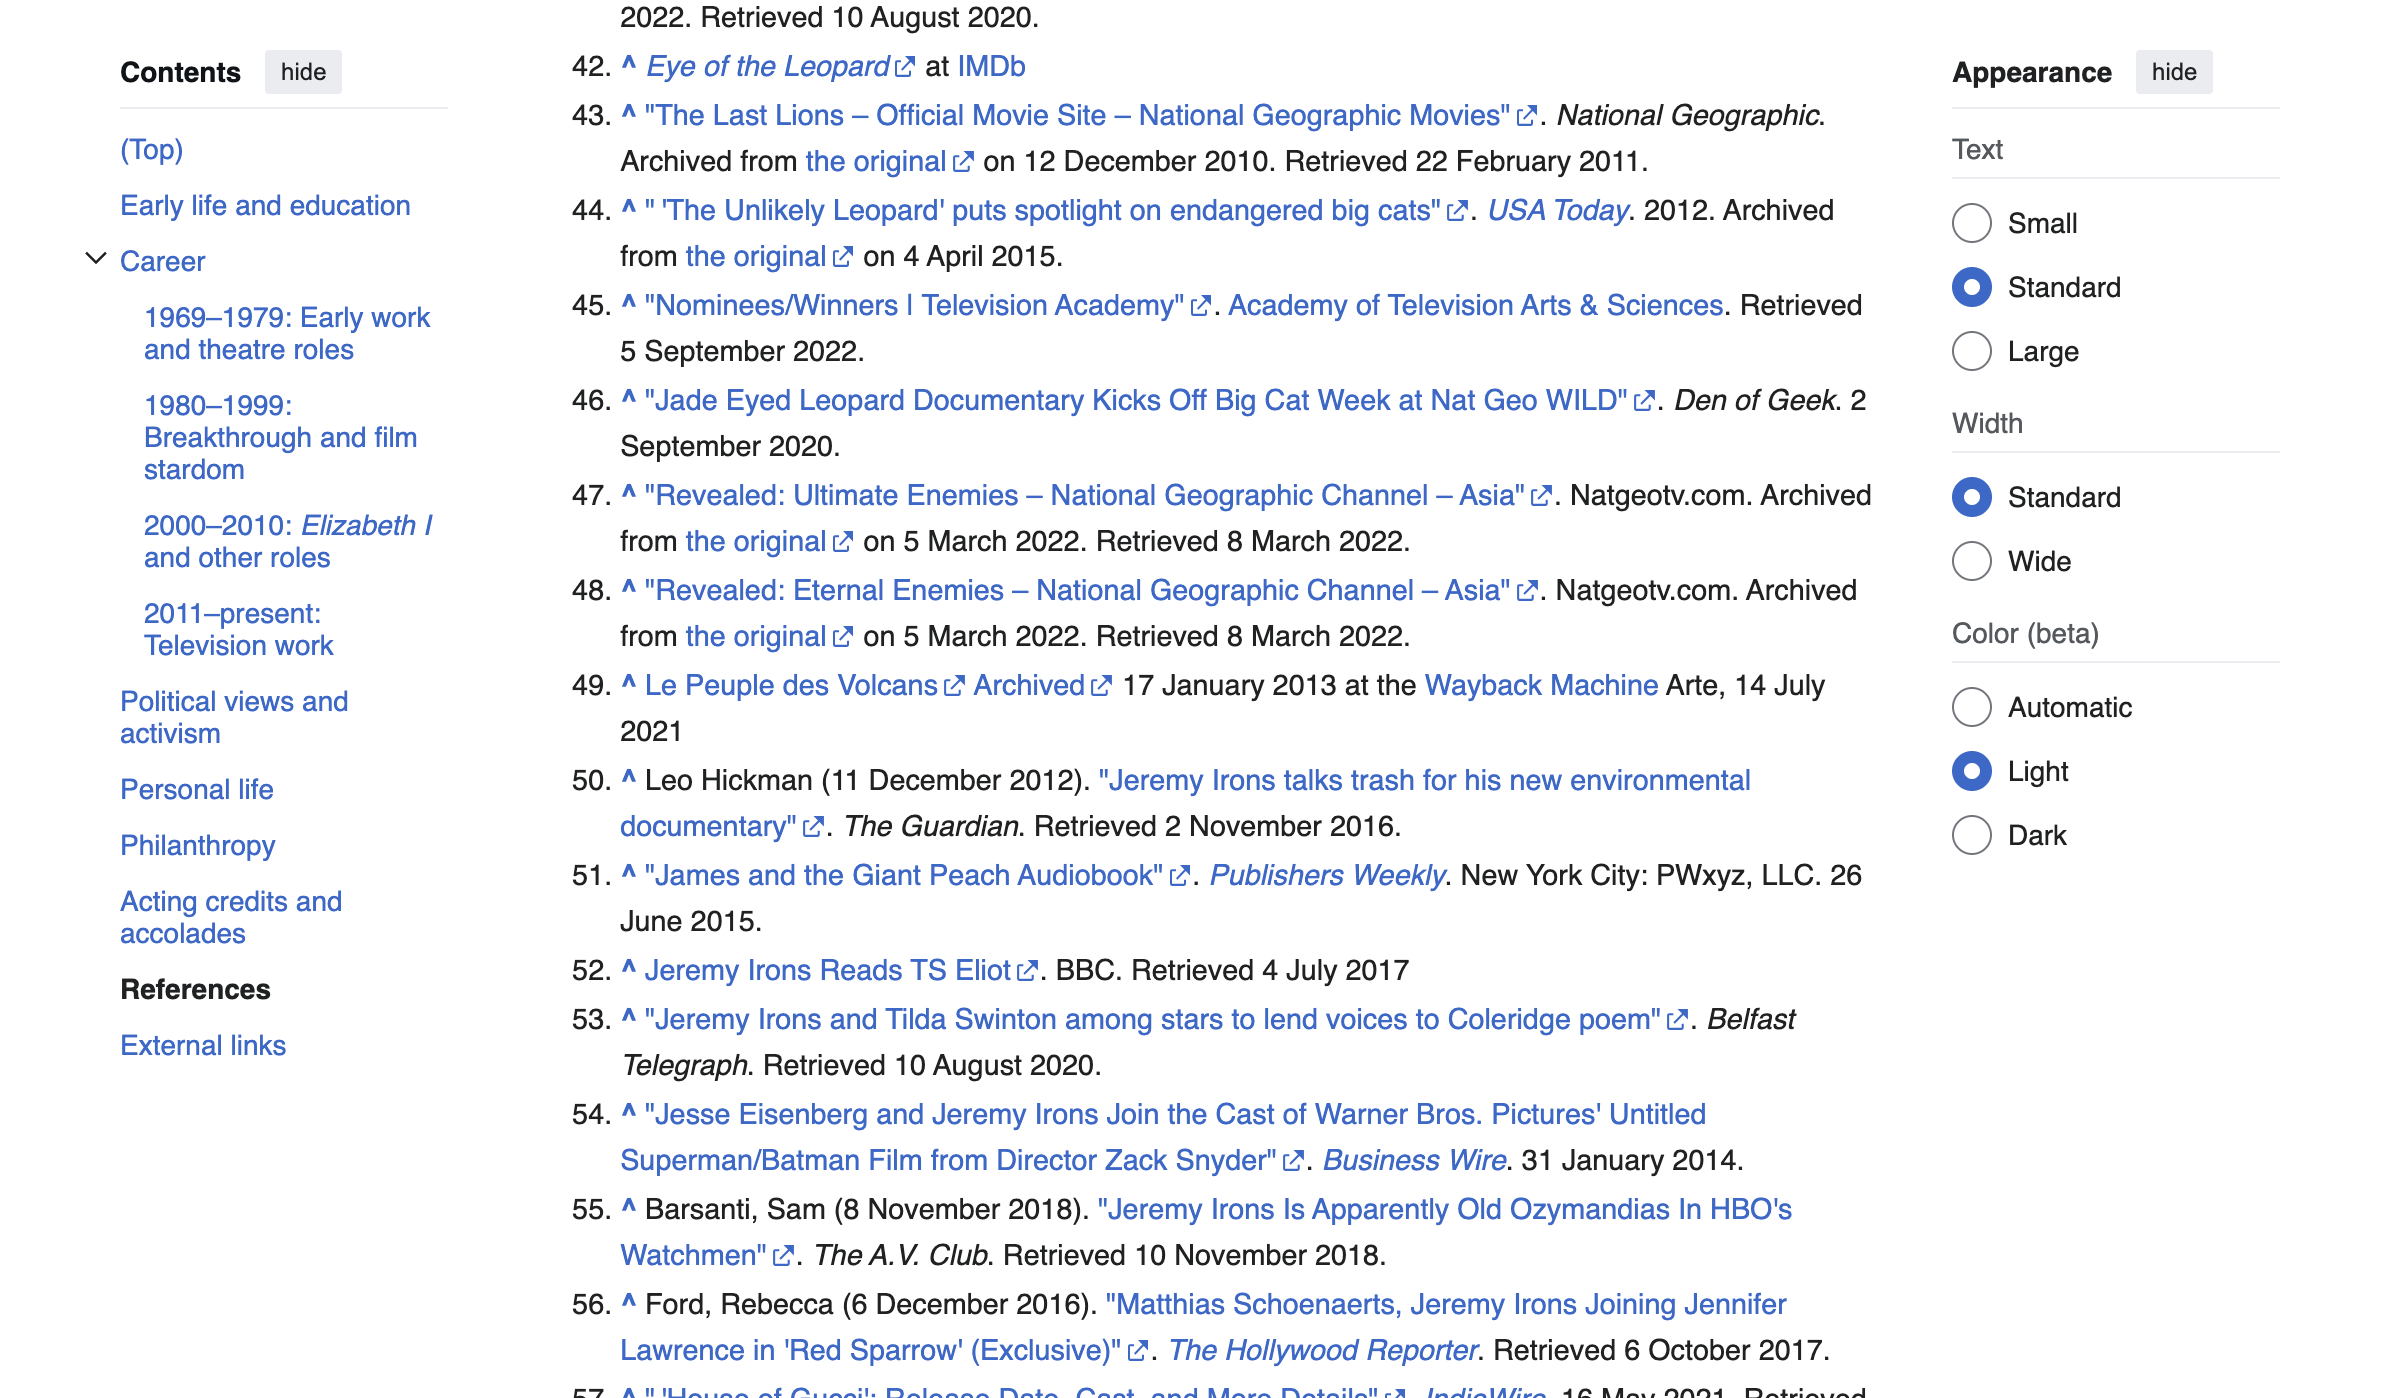 Contents hide
(Top)
Early life and education
Career
1969–1979: Early work
and theatre roles
1980–1999:
Breakthrough and film
stardom
2000–2010: Elizabeth I
and other roles
2011–present:
Television work
Political views and
activism
Personal life
Philanthropy
Acting credits and
accolades
References
External links
2022. Retrieved 10 August 2020.
42. ^ Eye of the Leopard at IMDb
43. ^ "The Last Lions – Official Movie Site – National Geographic Movies". National Geographic.
Archived from the original on 12 December 2010. Retrieved 22 February 2011.
44. ^ " 'The Unlikely Leopard' puts spotlight on endangered big cats". USA Today. 2012. Archived
from the original on 4 April 2015.
45. ^ "Nominees/Winners | Television Academy". Academy of Television Arts & Sciences. Retrieved
5 September 2022.
46. ^ "Jade Eyed Leopard Documentary Kicks Off Big Cat Week at Nat Geo WILD". Den of Geek. 2
September 2020.
47. ^ "Revealed: Ultimate Enemies – National Geographic Channel – Asia". Natgeotv.com. Archived
from the original on 5 March 2022. Retrieved 8 March 2022.
48. ^ "Revealed: Eternal Enemies – National Geographic Channel – Asia". Natgeotv.com. Archived
from the original on 5 March 2022. Retrieved 8 March 2022.
49. ^ Le Peuple des Volcans Archived 17 January 2013 at the Wayback Machine Arte, 14 July
2021
50. ^ Leo Hickman (11 December 2012). "Jeremy Irons talks trash for his new environmental
documentary". The Guardian. Retrieved 2 November 2016.
51. ^ "James and the Giant Peach Audiobook". Publishers Weekly. New York City: PWxyz, LLC. 26
June 2015.
52. ^ Jeremy Irons Reads TS Eliot. BBC. Retrieved 4 July 2017
53. ^ "Jeremy Irons and Tilda Swinton among stars to lend voices to Coleridge poem". Belfast
Telegraph. Retrieved 10 August 2020.
54. ^ "Jesse Eisenberg and Jeremy Irons Join the Cast of Warner Bros. Pictures' Untitled
Superman/Batman Film from Director Zack Snyder". Business Wire. 31 January 2014.
55. ^ Barsanti, Sam (8 November 2018). "Jeremy Irons Is Apparently Old Ozymandias In HBO's
Watchmen". The A.V. Club. Retrieved 10 November 2018.
56. ^ Ford, Rebecca (6 December 2016). "Matthias Schoenaerts, Jeremy Irons Joining Jennifer
Lawrence in 'Red Sparrow' (Exclusive)". The Hollywood Reporter. Retrieved 6 October 2017.
57. ^ " 'House of Gucci': Release Date, Cast, and More Details". IndieWire. 16 May 2021. Retrieved
Appearance hide
Text
Small
Standard
Large
Width
Standard
Wide
Color (beta)
Automatic
Light
Dark